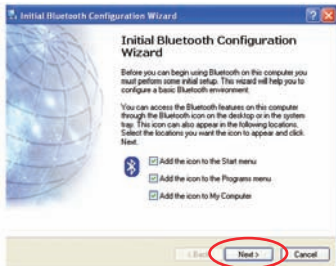 Initial Bluetooth Configuration Wizard
Initial Bluetooth Configuration
Wizard
Before you can begin using Bluetooth on this computer you
must perform some initial setup. This wizard will help you to
configure a basic Bluetooth environment.
You can access the Bluetooth features on this computer
through the Bluetooth icon on the desktop or in the system
tray. This icon can also appear in the following locations.
Select the locations you want the icon to appear and click
Next.
Add the icon to the Start menu
Add the icon to the Programs menu
Add the icon to My Computer
< Back
Next >
Cancel